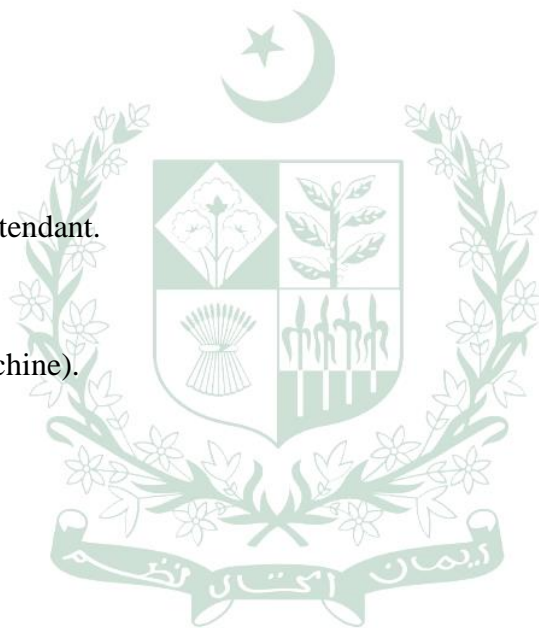 tendant.
chine).
ایمان اتحاد نظم